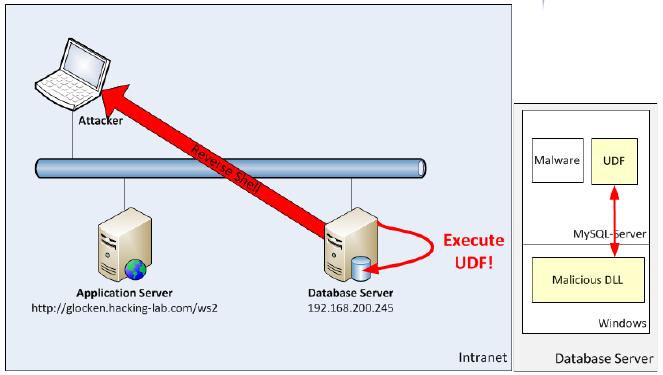 Attacker
Reverse Shell
Execute
UDF!
Application Server
http://glocken.hacking-lab.com/ws2
Database Server
192.168.200.245
Intranet
Malware
UDF
MySQL-Server
Malicious DLL
Windows
Database Server